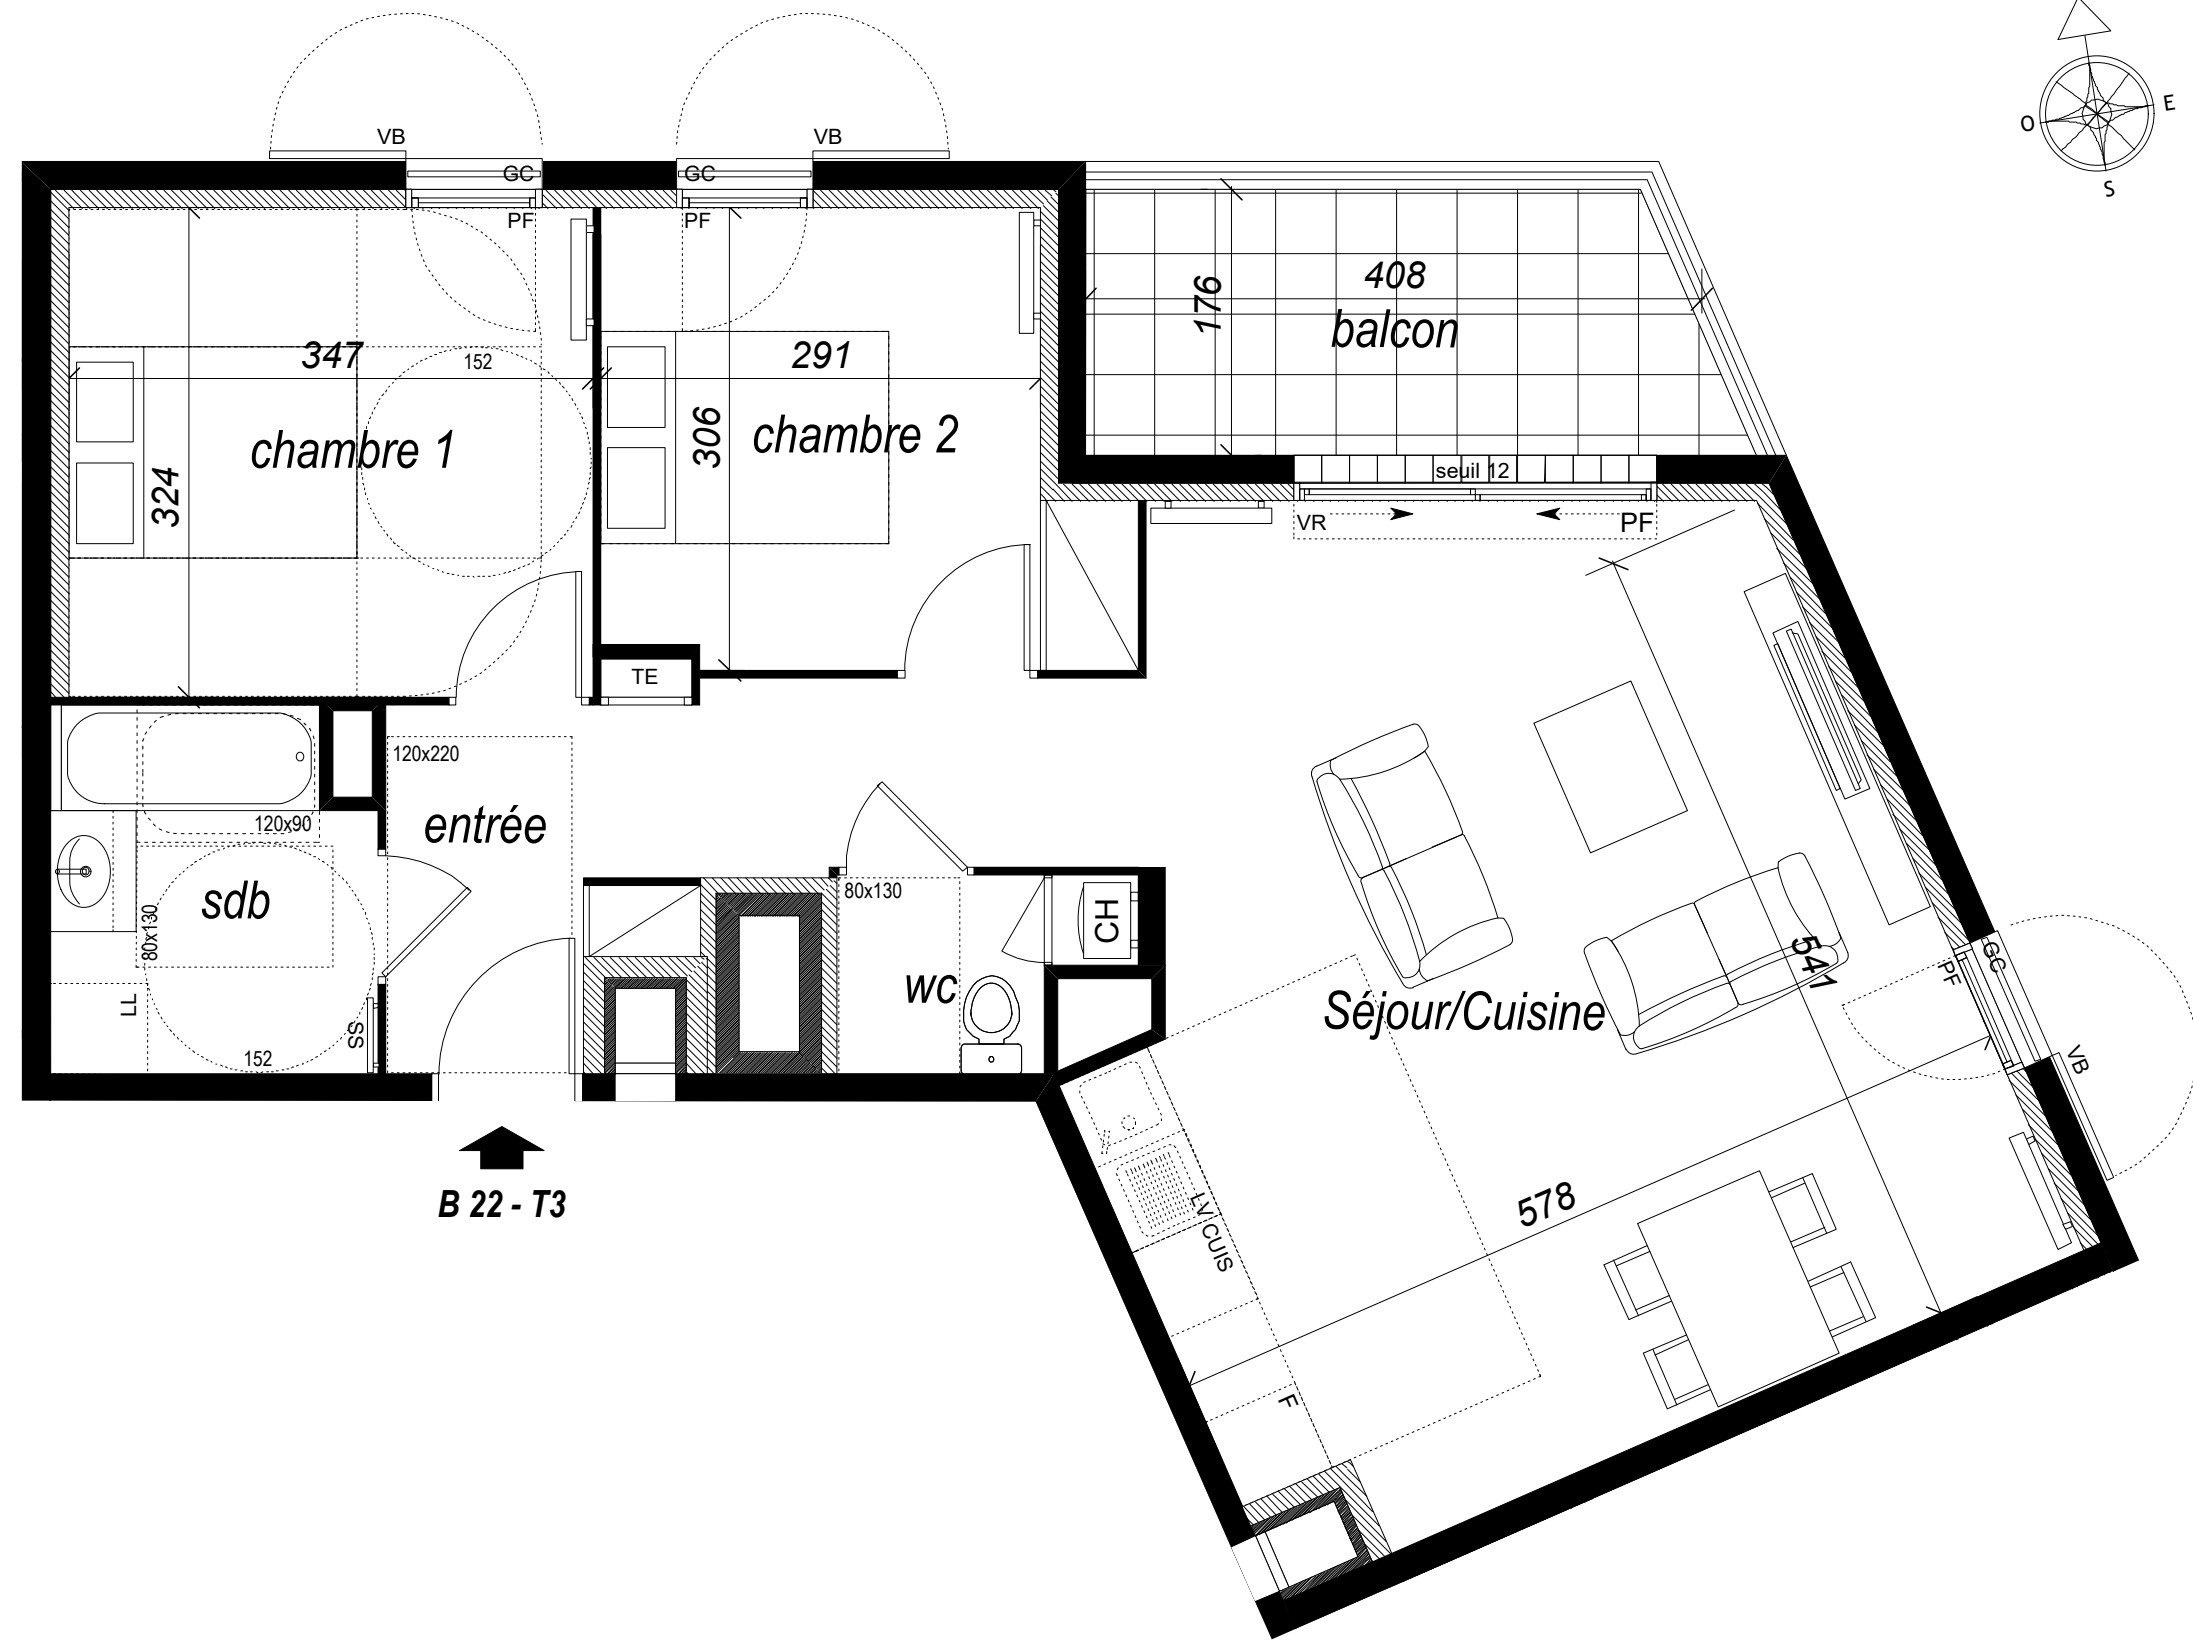 E
O
S
VB
VB
GC
GC
PF
PF
347
152
291
408
176
balcon
306
chambre 1
chambre 2
324
seuil 12
VR
PF
TE
120x220
120x90
entrée
80x130
sdb
80x130
CH
wc
LL
SS
152
Séjour/Cuisine
541
GC
PF
VB
B 22 - T3
578
LV CUIS
F